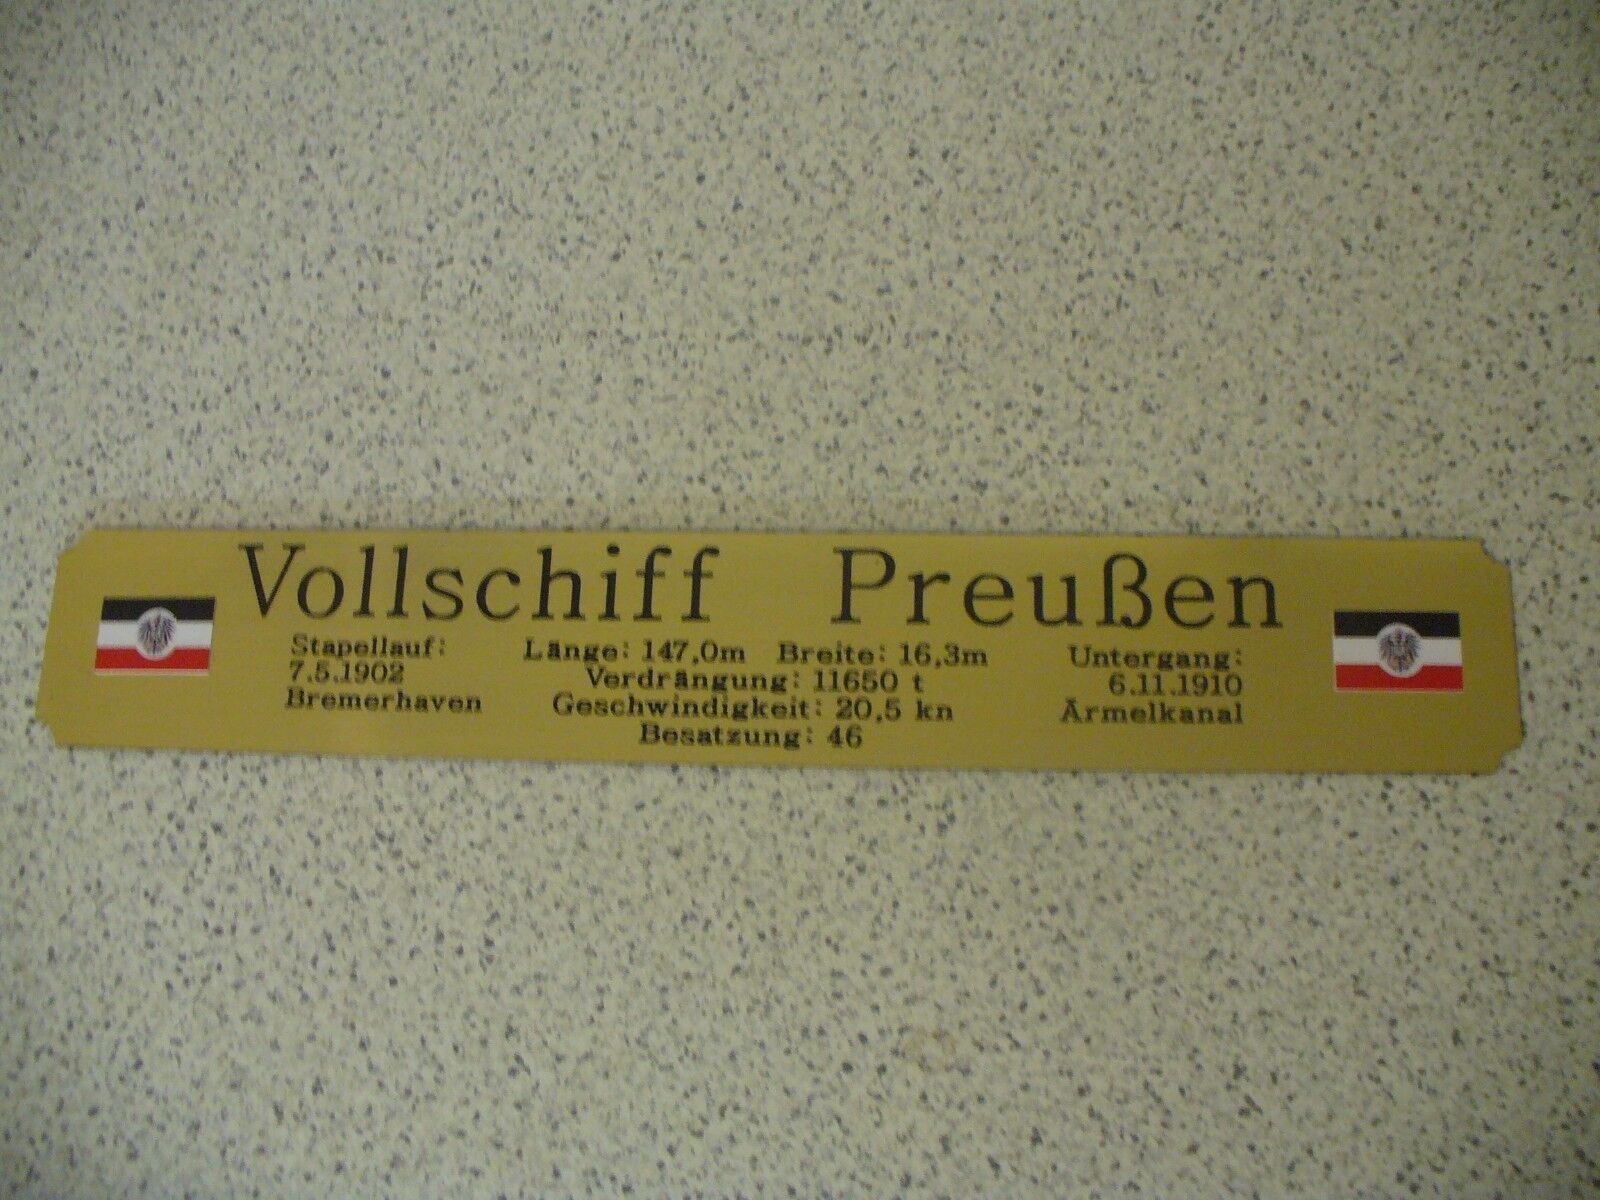 Vollschiff Preußen
Stapellauf:
7.5.1902
Bremerhaven
Länge: 147,0m Breite: 16,3m
Verdrängung: 11650 t
Geschwindigkeit: 20,5 kn
Besatzung: 46
Untergang:
6.11.1910
Ärmelkanal